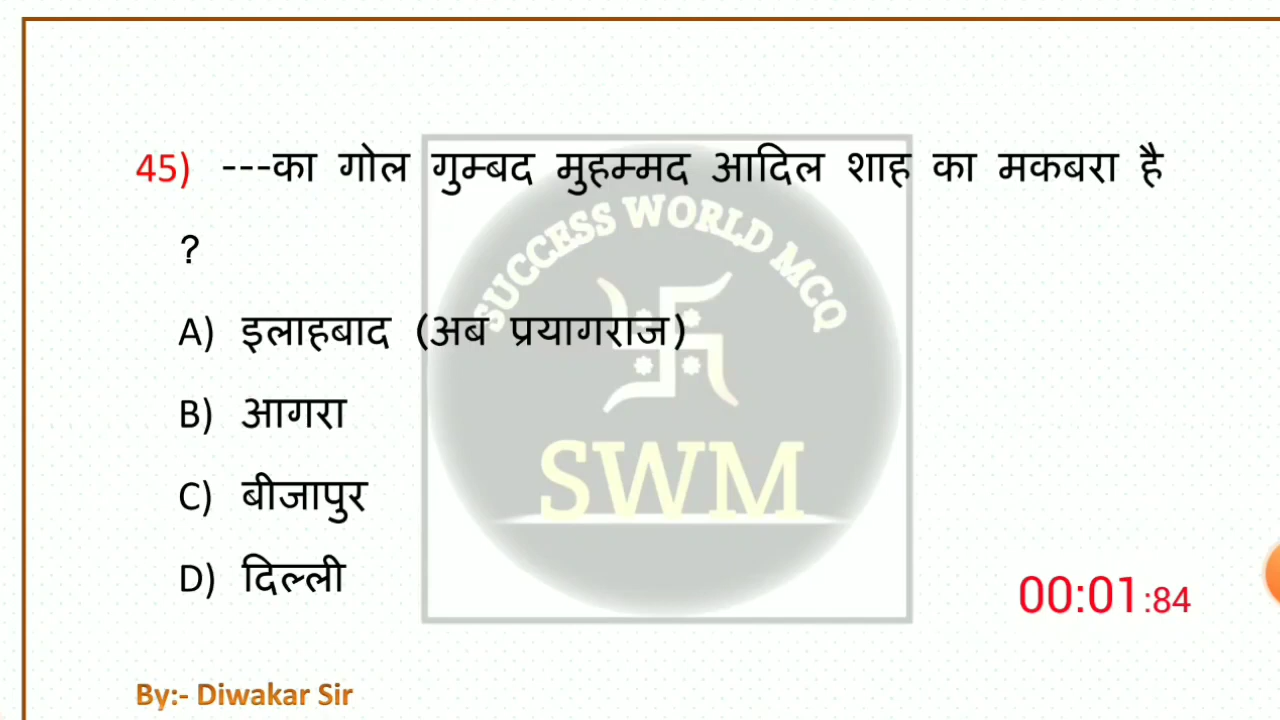 45) ---का गोल गुम्बद मुहम्मद आदिल शाह का मकबरा है
?
SUCCESS WORLD MCQ
A) इलाहबाद (अब प्रयागराज)
B) आगरा
SWM
C) बीजापुर
D) दिल्ली
00:01:84
By:- Diwakar Sir